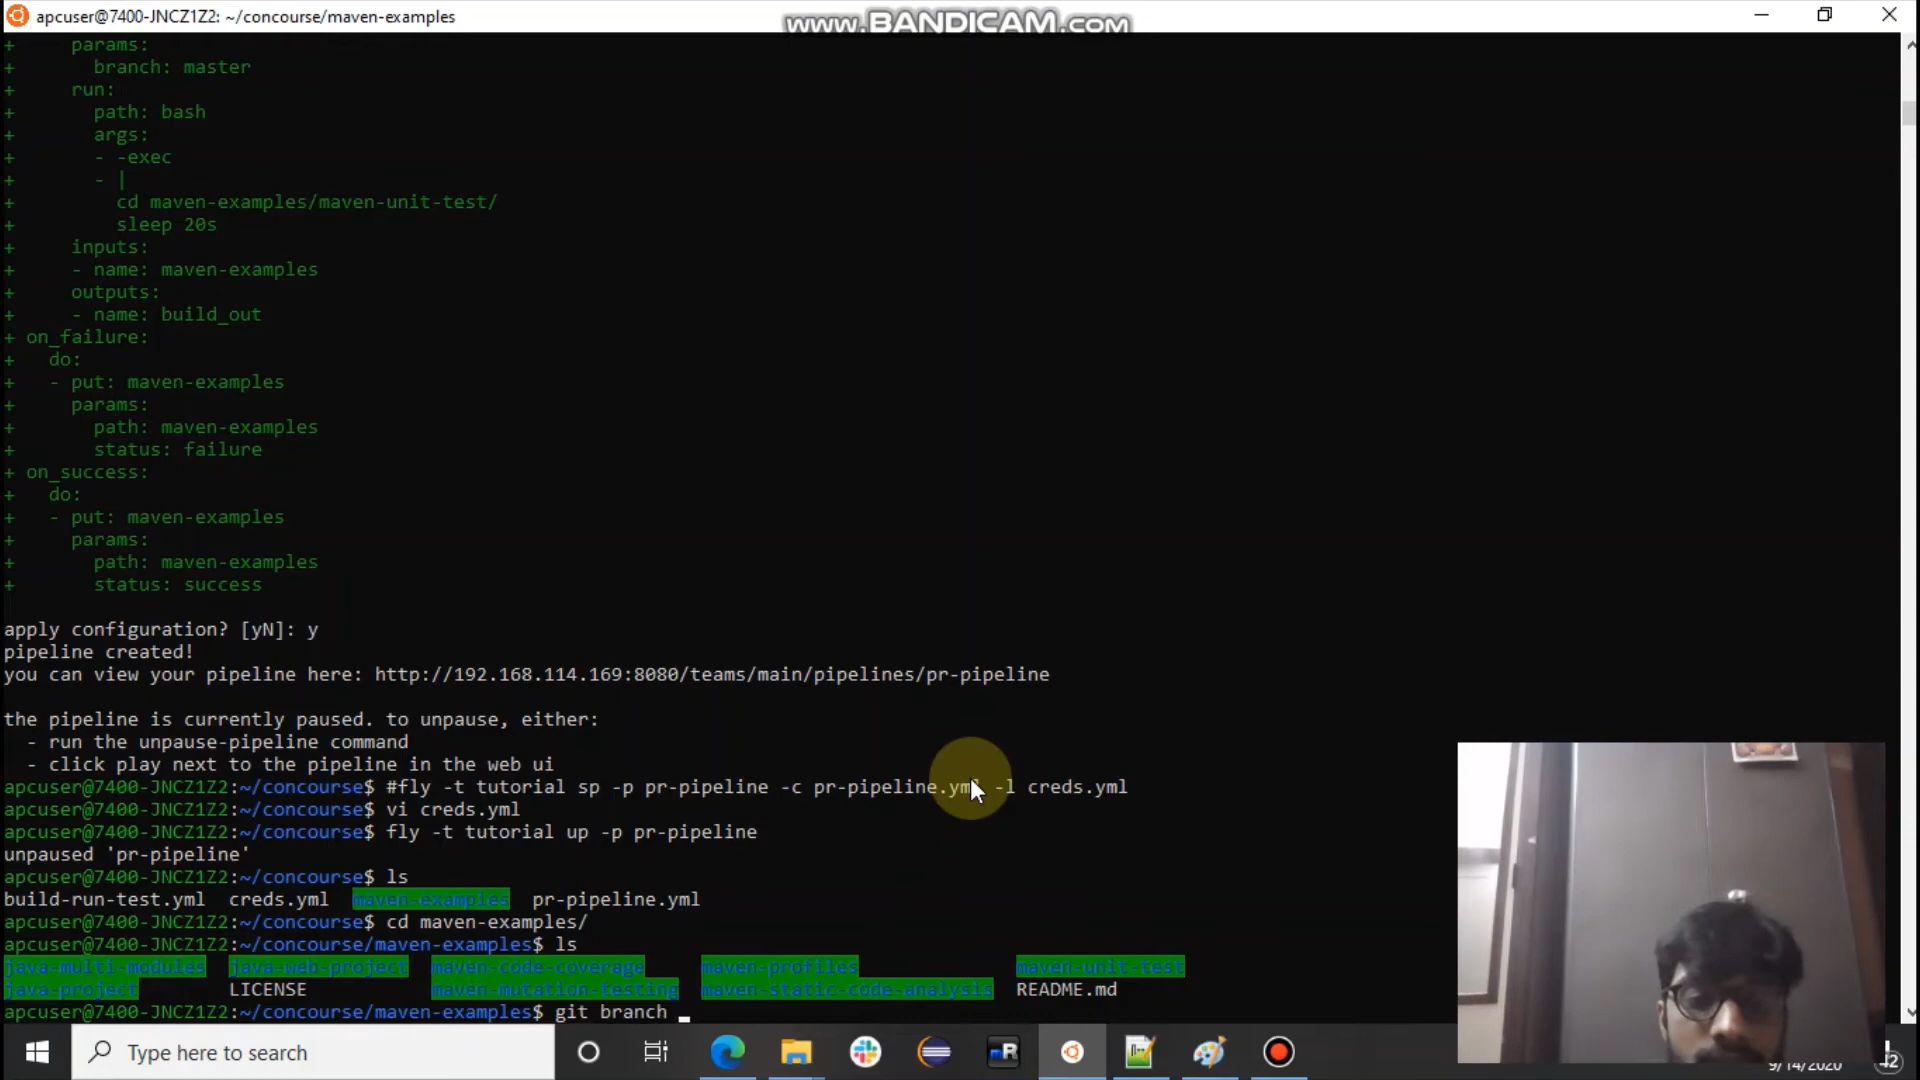 apcuser@7400-JNCZ1Z2: ~/concourse/maven-examples
www.BANDICAM.com
+     params:
+       branch: master
+     run:
+       path: bash
+       args:
+       - -exec
+       - |
+         cd maven-examples/maven-unit-test/
+         sleep 20s
+     inputs:
+     - name: maven-examples
+     outputs:
+     - name: build_out
+ on_failure:
+   do:
+   - put: maven-examples
+     params:
+       path: maven-examples
+       status: failure
+ on_success:
+   do:
+   - put: maven-examples
+     params:
+       path: maven-examples
+       status: success
apply configuration? [yN]: y
pipeline created!
you can view your pipeline here: http://192.168.114.169:8080/teams/main/pipelines/pr-pipeline
the pipeline is currently paused. to unpause, either:
  - run the unpause-pipeline command
  - click play next to the pipeline in the web ui
apcuser@7400-JNCZ1Z2:~/concourse$ #fly -t tutorial sp -p pr-pipeline -c pr-pipeline.yml -l creds.yml
apcuser@7400-JNCZ1Z2:~/concourse$ vi creds.yml
apcuser@7400-JNCZ1Z2:~/concourse$ fly -t tutorial up -p pr-pipeline
unpaused 'pr-pipeline'
apcuser@7400-JNCZ1Z2:~/concourse$ ls
build-run-test.yml  creds.yml  maven-examples  pr-pipeline.yml
apcuser@7400-JNCZ1Z2:~/concourse$ cd maven-examples/
apcuser@7400-JNCZ1Z2:~/concourse/maven-examples$ ls
java-multi-modules  java-web-project  maven-code-coverage  maven-profiles  maven-unit-test
java-project  LICENSE  maven-mutation-testing  maven-static-code-analysis  README.md
apcuser@7400-JNCZ1Z2:~/concourse/maven-examples$ git branch
Type here to search
9/14/2020